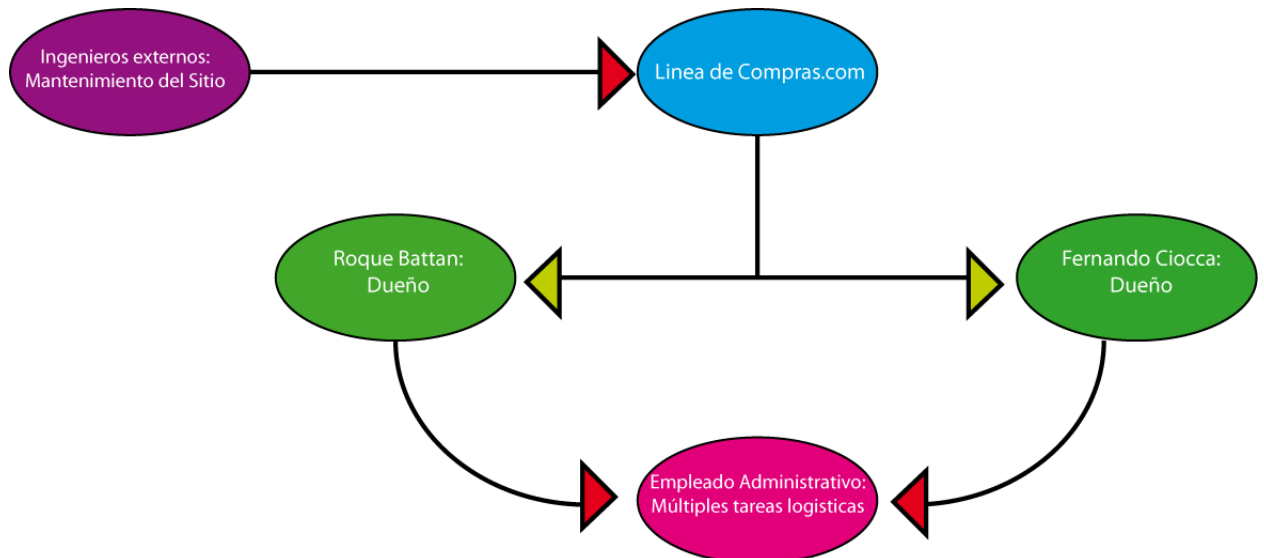 Ingenieros externos:
Mantenimiento del Sitio
Linea de Compras.com
Roque Battan:
Dueño
Fernando Ciocca:
Dueño
Empleado Administrativo:
Múltiples tareas logisticas